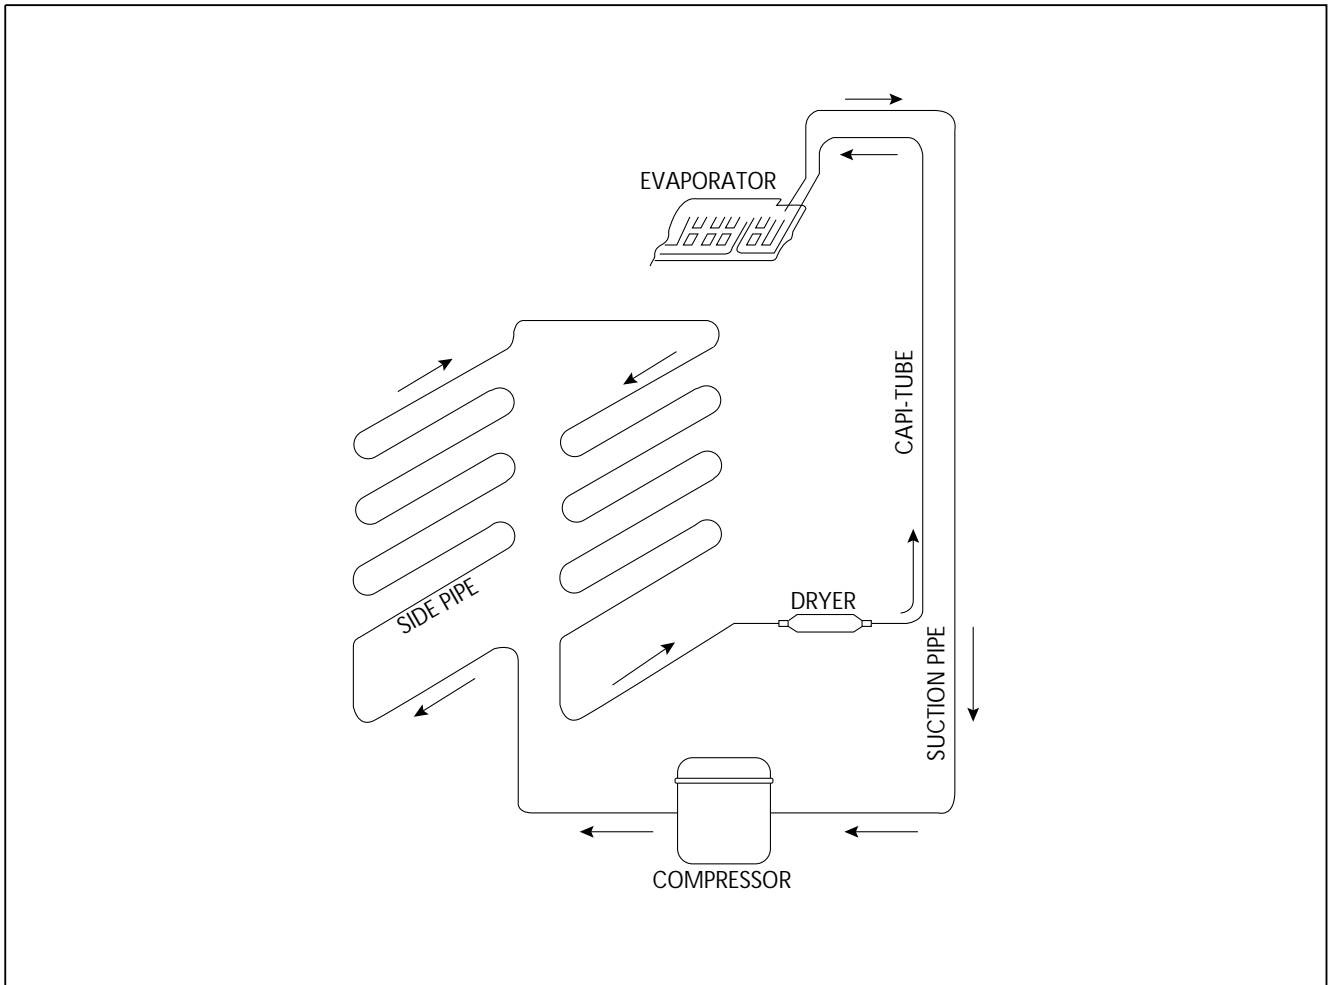 EVAPORATOR
CAPI-TUBE
SIDE PIPE
DRYER
SUCTION PIPE
COMPRESSOR